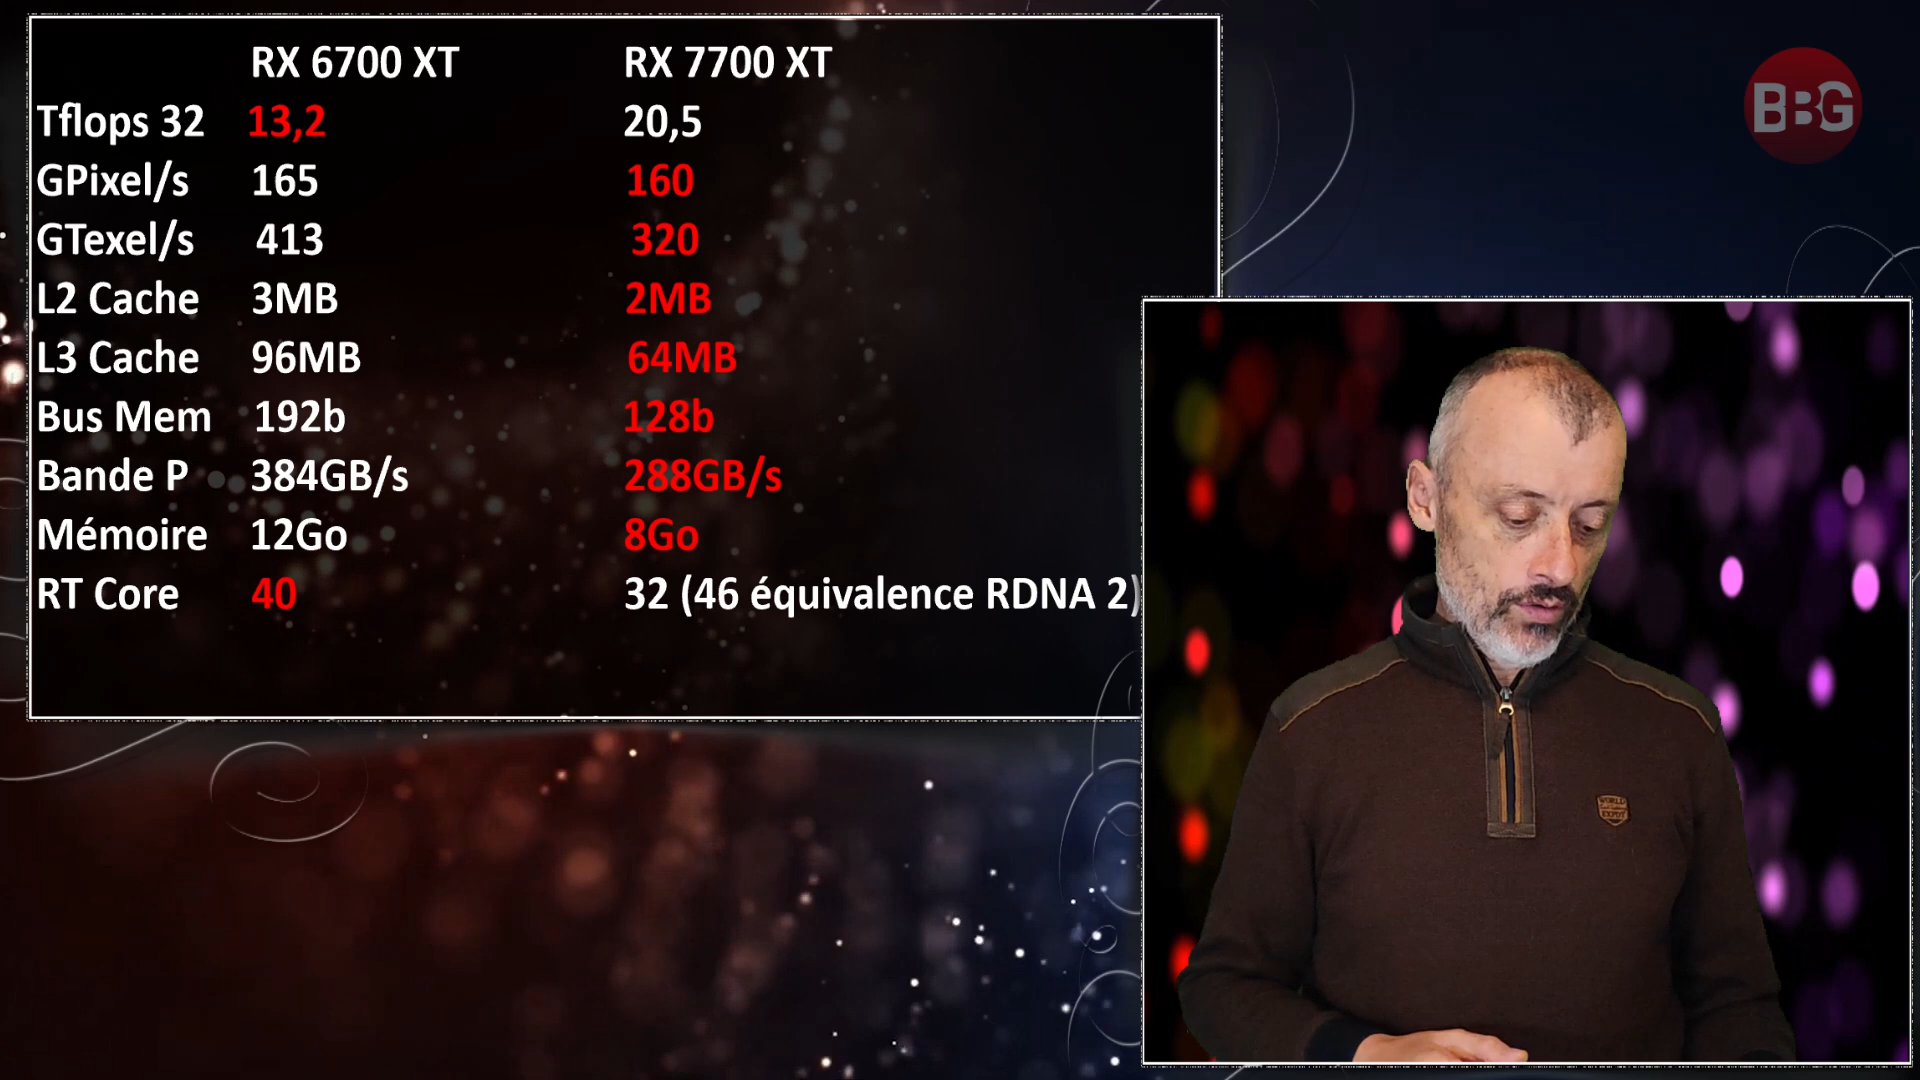 RX 6700 XT RX 7700 XT
Tflops 32 13,2 20,5
GPixel/s 165 160
GTexel/s 413 320
L2 Cache 3MB 2MB
L3 Cache 96MB 64MB
Bus Mem 192b 128b
Bande P 384GB/s 288GB/s
Mémoire 12Go 8Go
RT Core 40 32 (46 équivalence RDNA 2)
BBG
WORLD
EXPERT